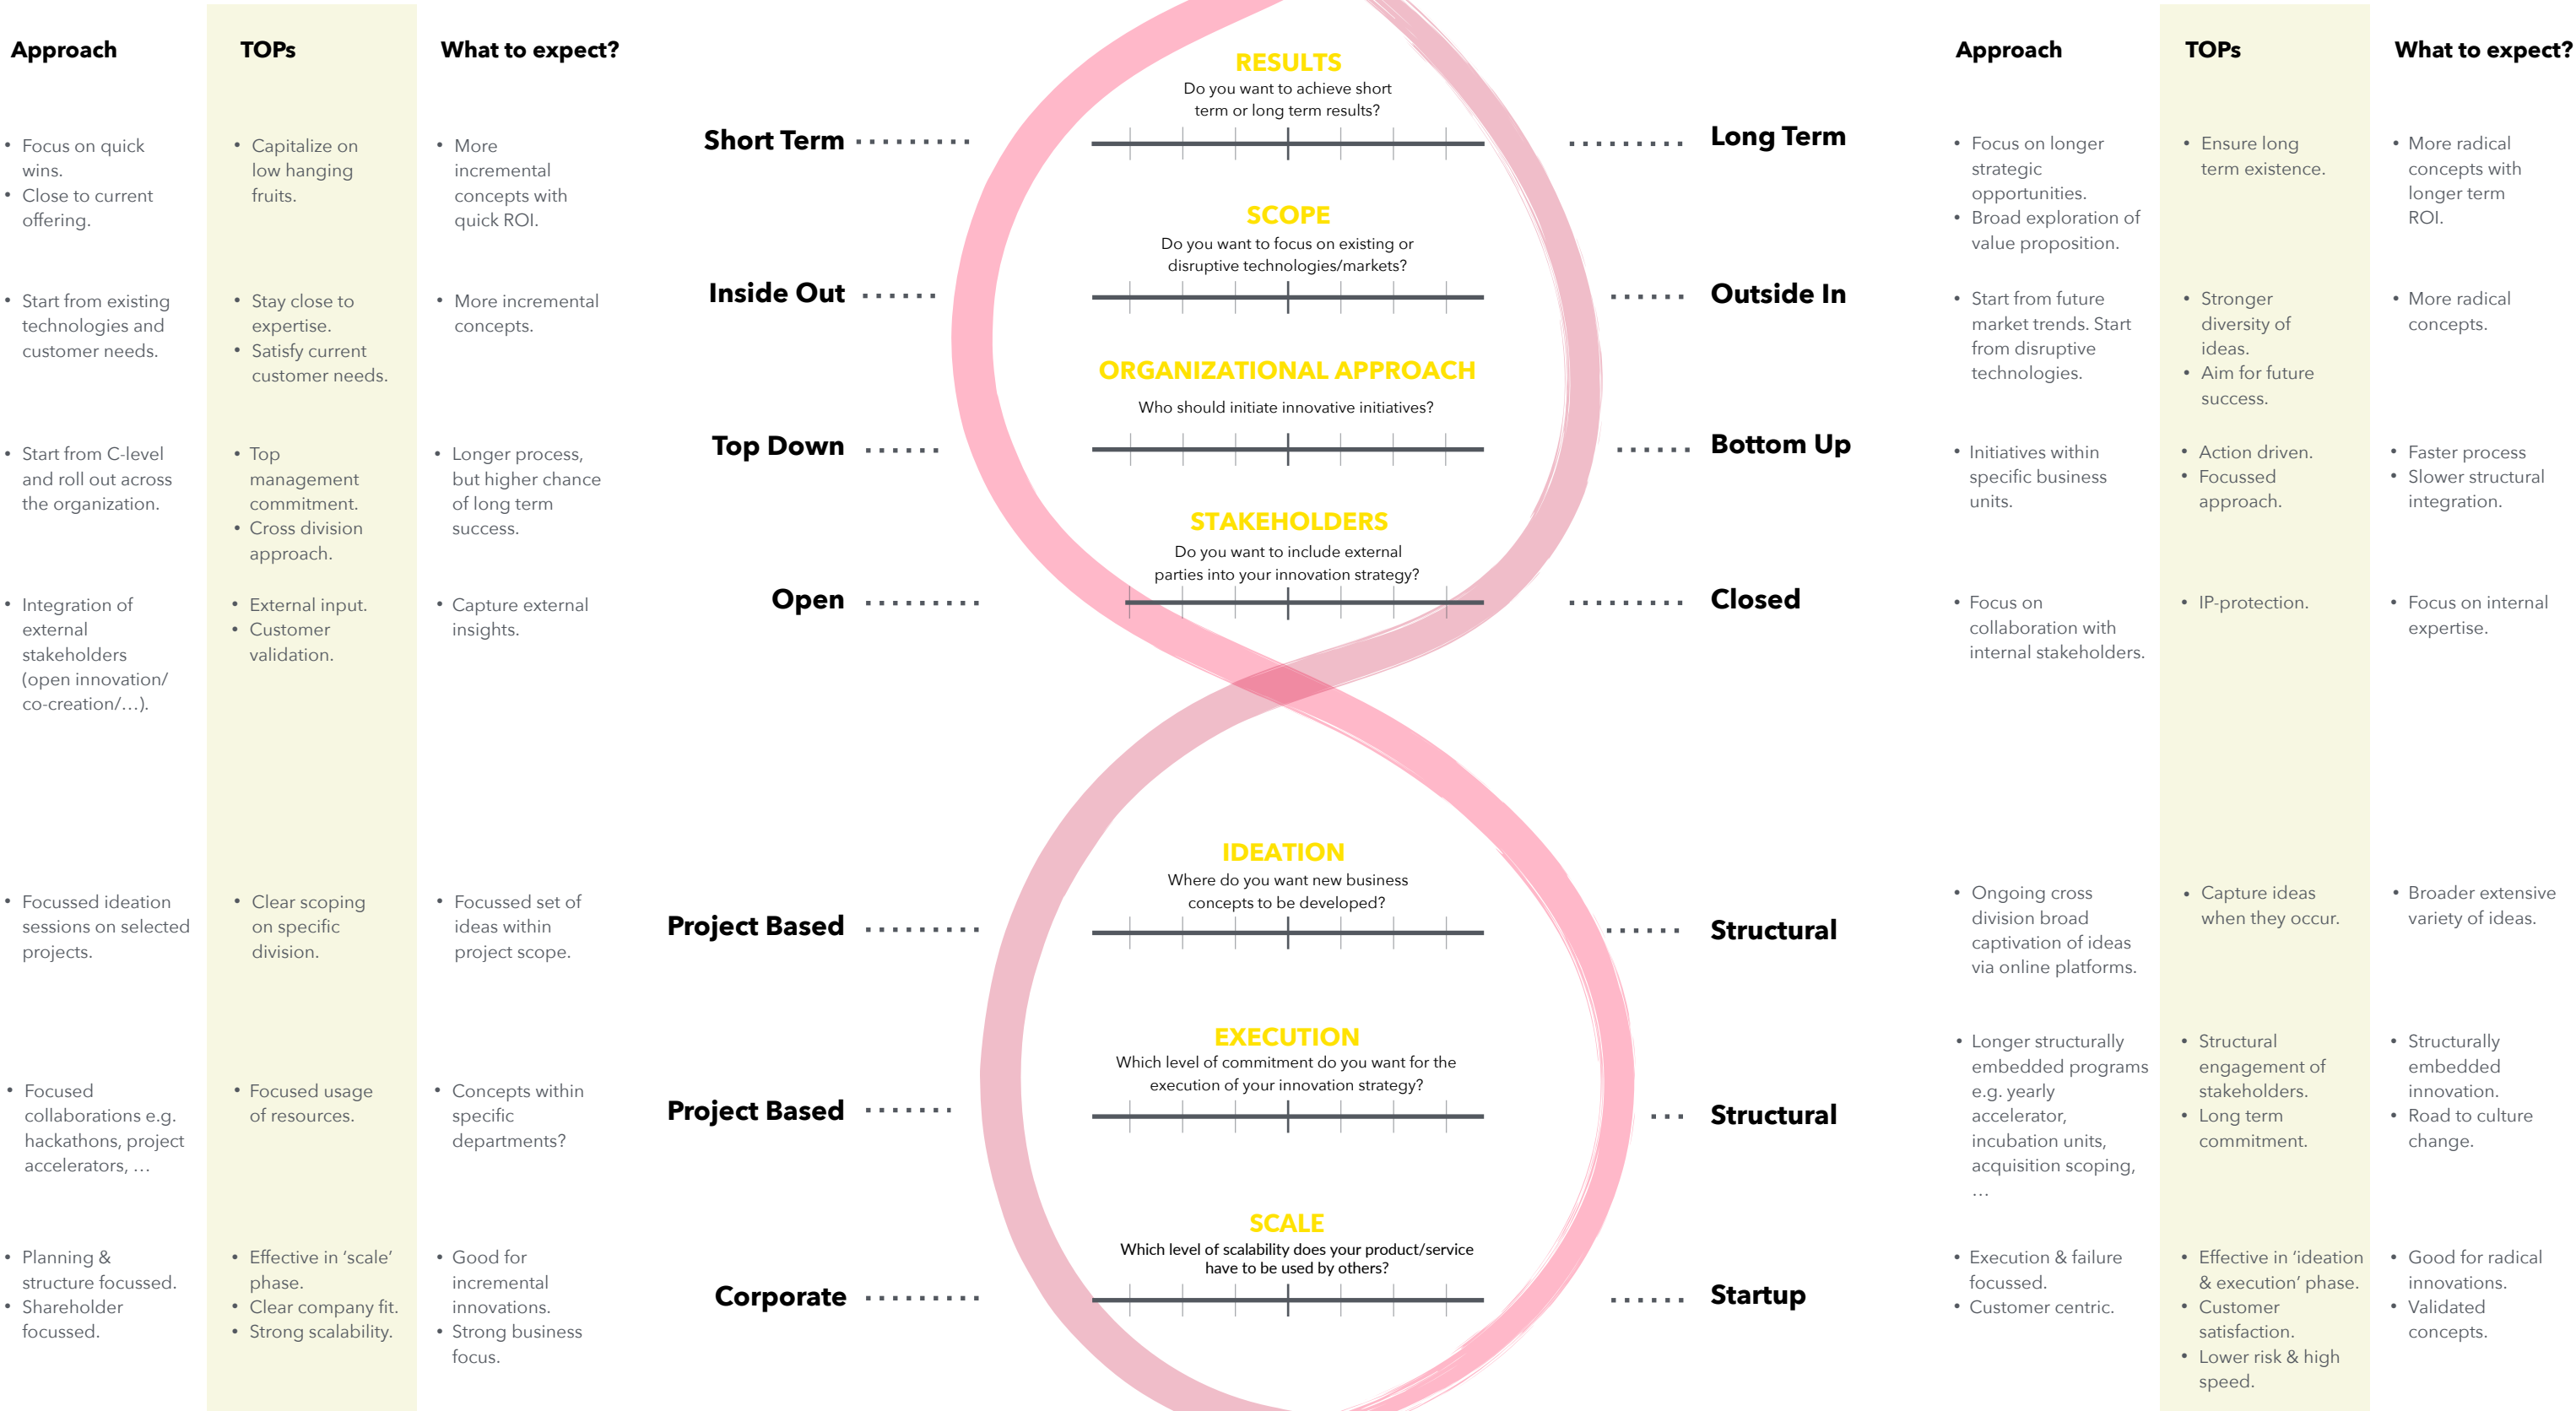 Approach
TOPs
What to expect?
• Focus on quick
wins.
• Close to current
offering.
• Capitalize on
low hanging
fruits.
• More
incremental
concepts with
quick ROI.
Short Term
RESULTS
Do you want to achieve short
term or long term results?
Long Term
Approach
TOPs
What to expect?
• Focus on longer
strategic
opportunities.
• Broad exploration of
value proposition.
• Ensure long
term existence.
• More radical
concepts with
longer term
ROI.
• Start from existing
technologies and
customer needs.
• Stay close to
expertise.
• Satisfy current
customer needs.
• More incremental
concepts.
Inside Out
SCOPE
Do you want to focus on existing or
disruptive technologies/markets?
Outside In
• Start from future
market trends. Start
from disruptive
technologies.
• Stronger
diversity of
ideas.
• Aim for future
success.
• More radical
concepts.
• Start from C-level
and roll out across
the organization.
• Top
management
commitment.
• Cross division
approach.
• Longer process,
but higher chance
of long term
success.
Top Down
ORGANIZATIONAL APPROACH
Who should initiate innovative initiatives?
Bottom Up
• Initiatives within
specific business
units.
• Action driven.
• Focussed
approach.
• Faster process
• Slower structural
integration.
• Integration of
external
stakeholders
(open innovation/
co-creation/…).
• External input.
• Customer
validation.
• Capture external
insights.
Open
STAKEHOLDERS
Do you want to include external
parties into your innovation strategy?
Closed
• Focus on
collaboration with
internal stakeholders.
• IP-protection.
• Focus on internal
expertise.
• Focussed ideation
sessions on selected
projects.
• Clear scoping
on specific
division.
• Focussed set of
ideas within
project scope.
Project Based
IDEATION
Where do you want new business
concepts to be developed?
Structural
• Ongoing cross
division broad
captivation of ideas
via online platforms.
• Capture ideas
when they occur.
• Broader extensive
variety of ideas.
• Focused
collaborations e.g.
hackathons, project
accelerators, …
• Focused usage
of resources.
• Concepts within
specific
departments?
Project Based
EXECUTION
Which level of commitment do you want for the
execution of your innovation strategy?
Structural
• Longer structurally
embedded programs
e.g. yearly
accelerator,
incubation units,
acquisition scoping,
…
• Structural
engagement of
stakeholders.
• Long term
commitment.
• Structurally
embedded
innovation.
• Road to culture
change.
• Planning &
structure focussed.
• Shareholder
focussed.
• Effective in ‘scale’
phase.
• Clear company fit.
• Strong scalability.
• Good for
incremental
innovations.
• Strong business
focus.
Corporate
SCALE
Which level of scalability does your product/service
have to be used by others?
Startup
• Execution & failure
focussed.
• Customer centric.
• Effective in ‘ideation
& execution’ phase.
• Customer
satisfaction.
• Lower risk & high
speed.
• Good for radical
innovations.
• Validated
concepts.